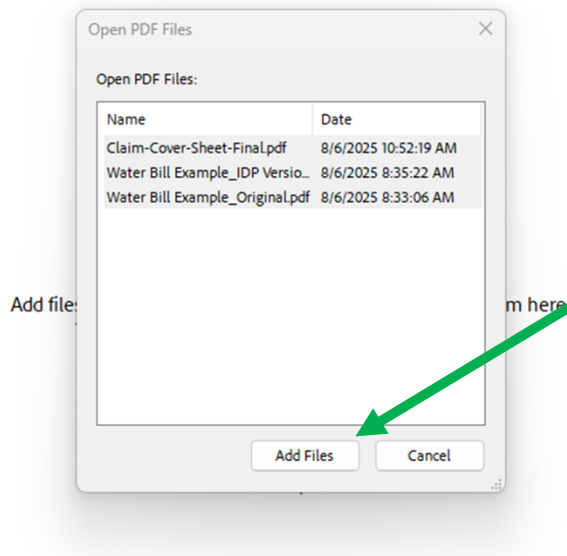 Open PDF Files
Open PDF Files:
Name Date
Claim-Cover-Sheet-Final.pdf 8/6/2025 10:52:19 AM
Water Bill Example_IDP Versio... 8/6/2025 8:35:22 AM
Water Bill Example_Original.pdf 8/6/2025 8:33:06 AM
Add files m here
Add Files Cancel